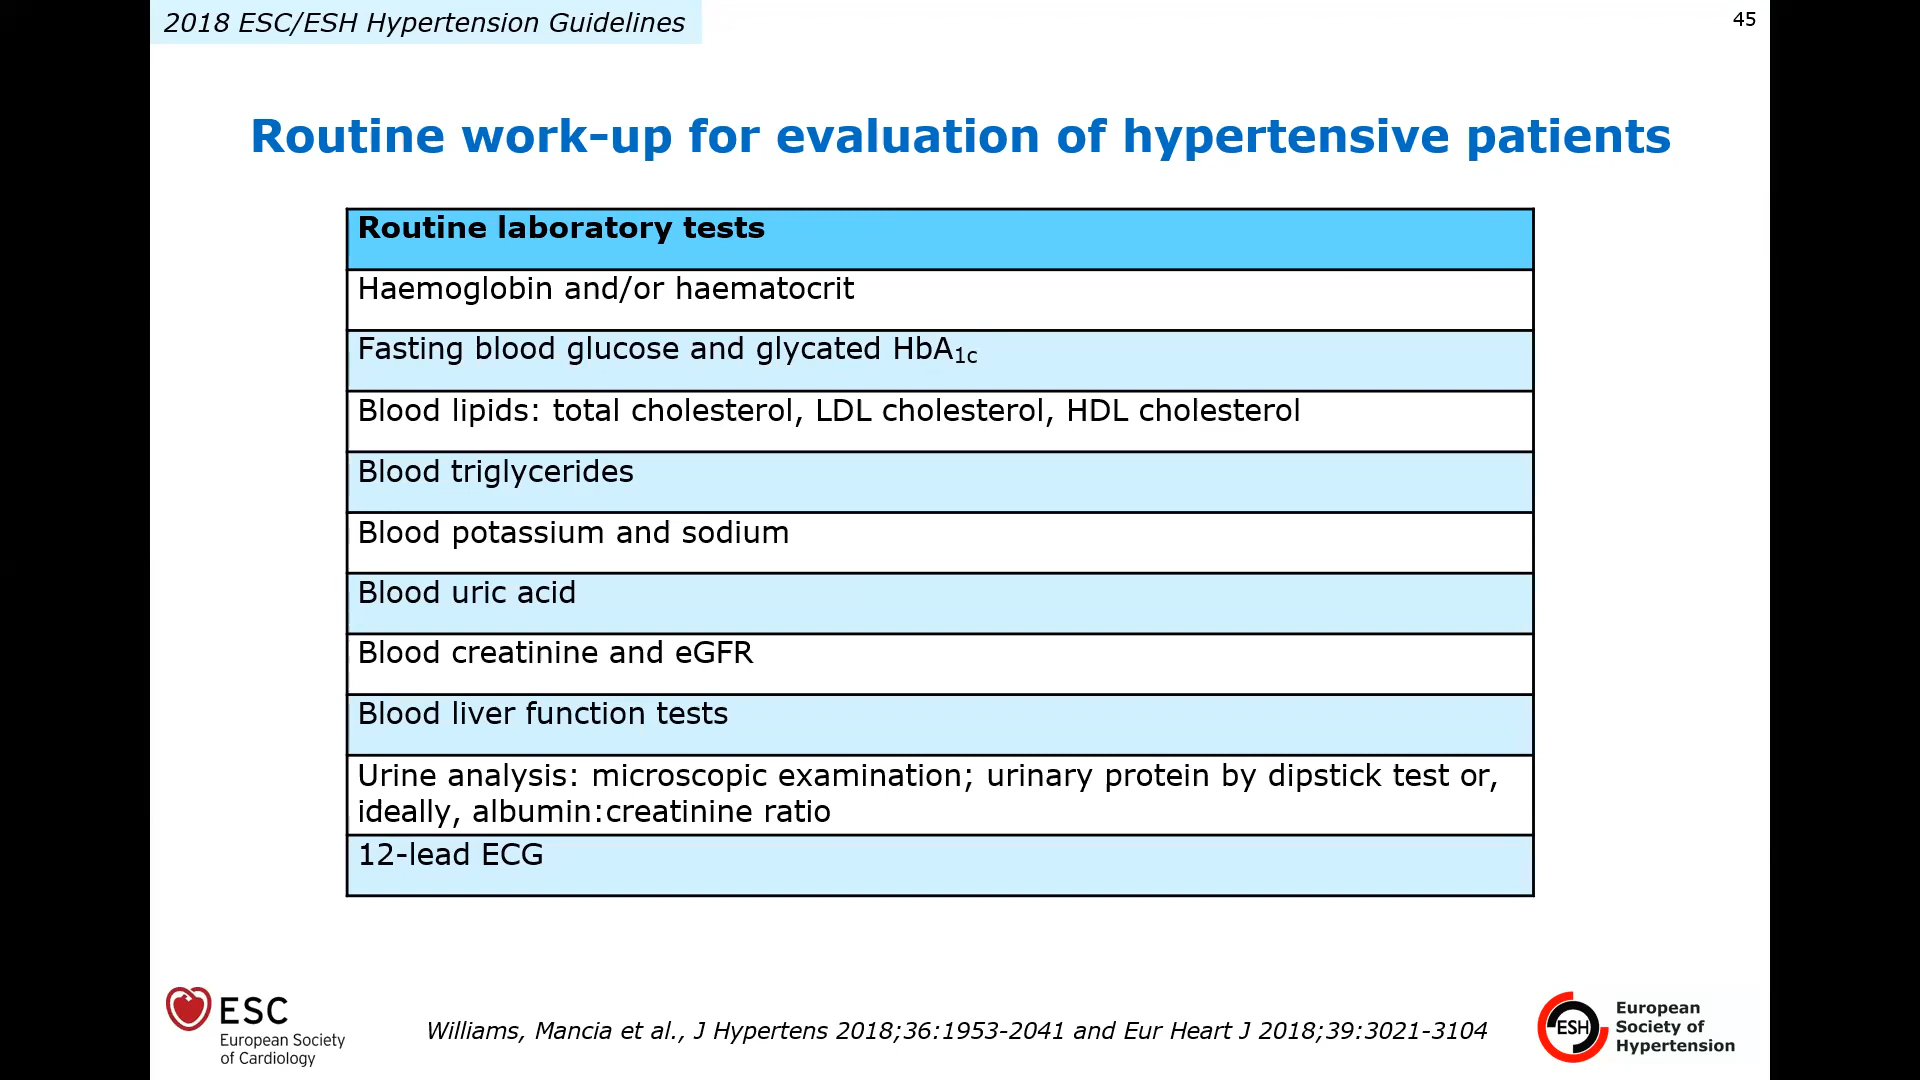 2018 ESC/ESH Hypertension Guidelines
45
Routine work-up for evaluation of hypertensive patients
Routine laboratory tests
Haemoglobin and/or haematocrit
Fasting blood glucose and glycated HbA1c
Blood lipids: total cholesterol, LDL cholesterol, HDL cholesterol
Blood triglycerides
Blood potassium and sodium
Blood uric acid
Blood creatinine and eGFR
Blood liver function tests
Urine analysis: microscopic examination; urinary protein by dipstick test or,
ideally, albumin:creatinine ratio
12-lead ECG
ESC
European Society
of Cardiology
Williams, Mancia et al., J Hypertens 2018;36:1953-2041 and Eur Heart J 2018;39:3021-3104
ESH
European
Society of
Hypertension